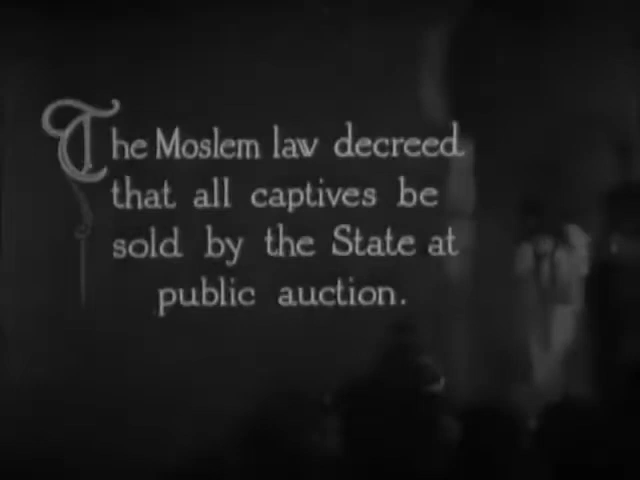 The Moslem law decreed
that all captives be
sold by the State at
public auction.